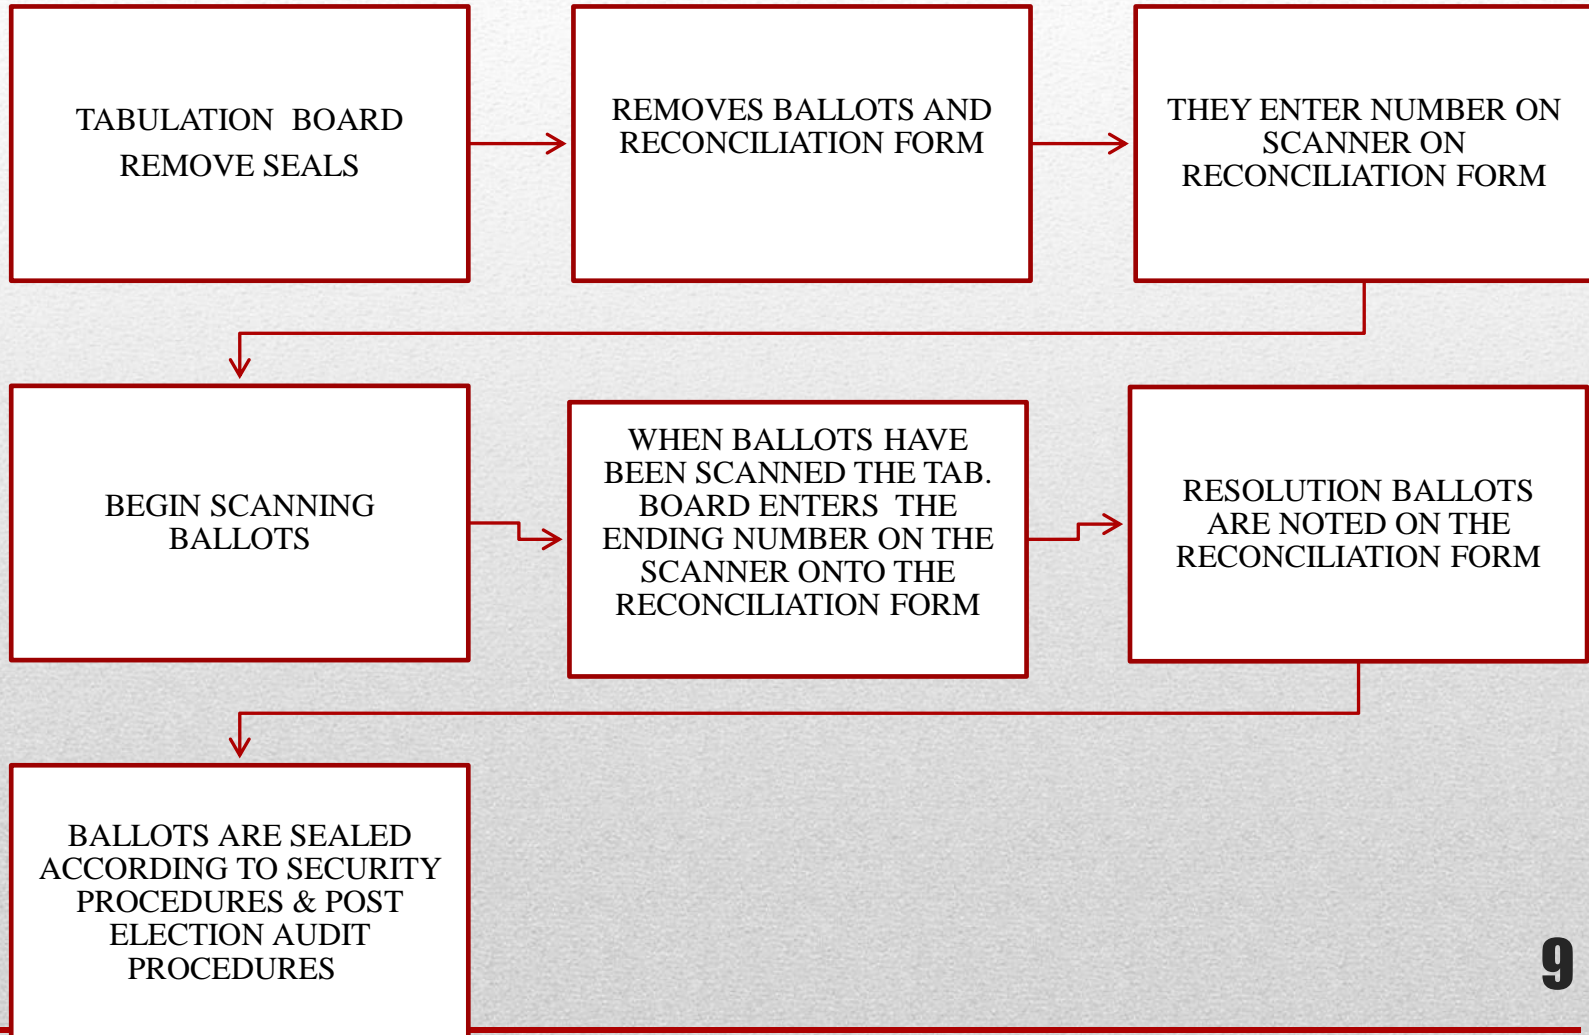 TABULATION BOARD
REMOVE SEALS
REMOVES BALLOTS AND
RECONCILIATION FORM
THEY ENTER NUMBER ON
SCANNER ON
RECONCILIATION FORM
BEGIN SCANNING
BALLOTS
WHEN BALLOTS HAVE
BEEN SCANNED THE TAB.
BOARD ENTERS THE
ENDING NUMBER ON THE
SCANNER ONTO THE
RECONCILIATION FORM
RESOLUTION BALLOTS
ARE NOTED ON THE
RECONCILIATION FORM
BALLOTS ARE SEALED
ACCORDING TO SECURITY
PROCEDURES & POST
ELECTION AUDIT
PROCEDURES
9